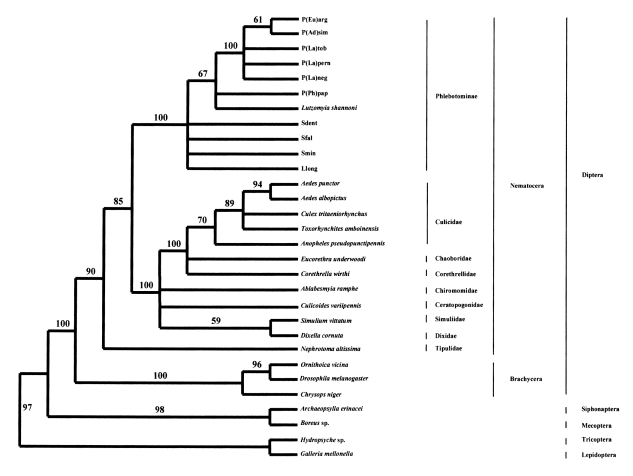 61 P(Eu)arg
P(Ad)sim
100 P(La)tob
P(La)pern
67 P(La)neg
P(Ph)pap Phlebotominae
Lutzomyia shannoni
100 Sdent
Sfal
Smin
Llong Diptera
94 Aedes punctor Nematocera
85 Aedes albopictus
89 Culex tritaeniorhynchus Culicidae
70 Toxorhynchites amboinensis
100 Anopheles pseudopunctipennis
Eucorethra underwoodi Chaoboridae
90 Corethrella wirthi Corethrellidae
100 Ablabesmyia ramphe Chiromomidae
Culicoides variipennis Ceratopogonidae
59 Simulium vittatum Simuliidae
100 Dixella cornuta Dixidae
Nephrotoma altissima Tipulidae
96 Ornithoica vicina
100 Drosophila melanogaster Brachycera
Chrysops niger
97 98 Archaeopsylla erinacei Siphonaptera
Boreus sp. Mecoptera
Hydropsyche sp. Tricoptera
Galleria mellonella Lepidoptera